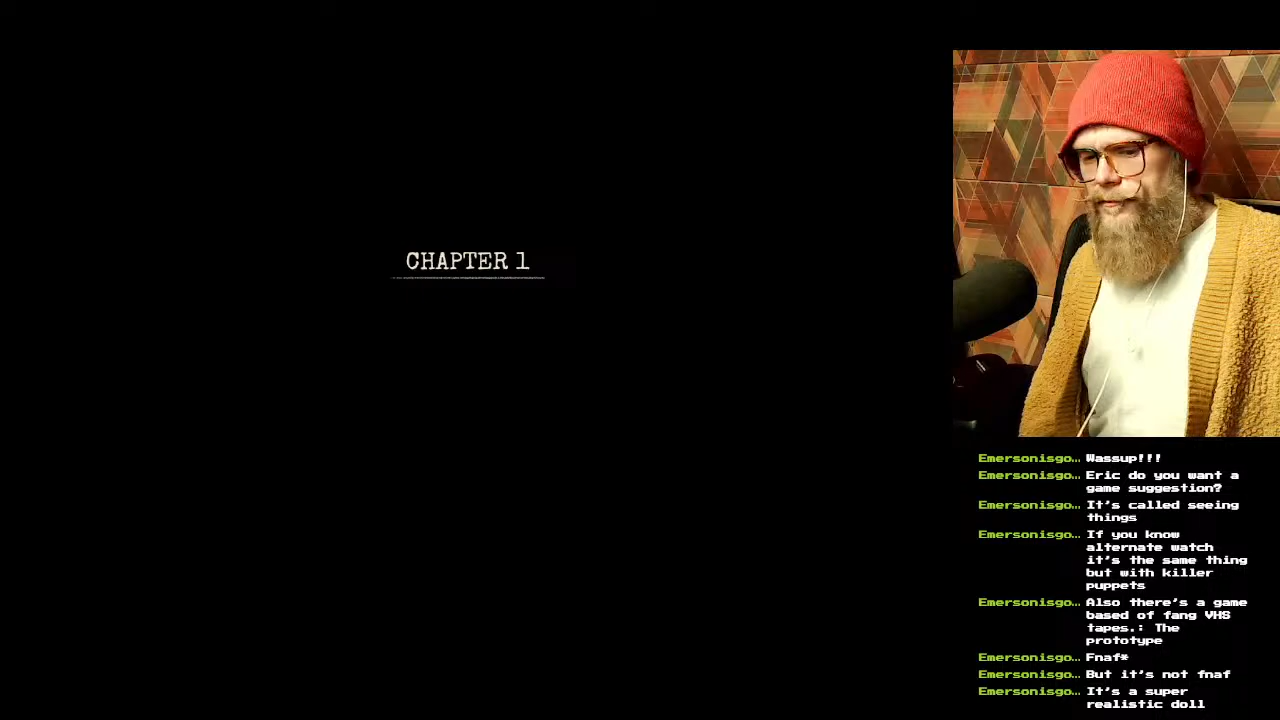 CHAPTER 1
Emersonisgo… Wassup!!!
Emersonisgo… Eric do you want a
game suggestion?
Emersonisgo… It's called seeing
things
Emersonisgo… If you know
alternate watch
it's the same thing
but with killer
puppets
Emersonisgo… Also there's a game
based of fang VHS
tapes.: The
prototype
Emersonisgo… Fnaf*
Emersonisgo… But it's not fnaf
Emersonisgo… It's a super
realistic doll